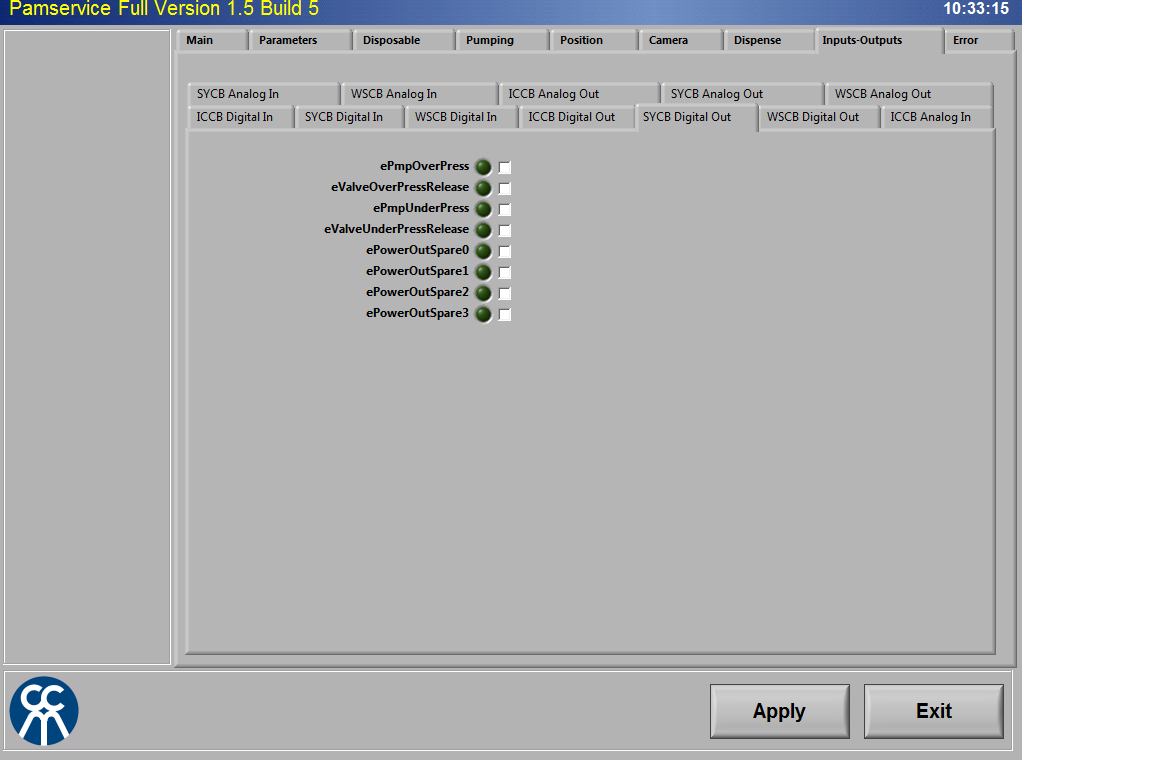 Pamservice Full Version 1.5 Build 5 10:33:15
Main Parameters Disposable Pumping Position Camera Dispense Inputs-Outputs Error
SYCB Analog In WSCB Analog In ICCB Analog Out SYCB Analog Out WSCB Analog Out
ICCB Digital In SYCB Digital In WSCB Digital In ICCB Digital Out SYCB Digital Out WSCB Digital Out ICCB Analog In
ePmpOverPress
eValveOverPressRelease
ePmpUnderPress
eValveUnderPressRelease
ePowerOutSpare0
ePowerOutSpare1
ePowerOutSpare2
ePowerOutSpare3
Apply Exit